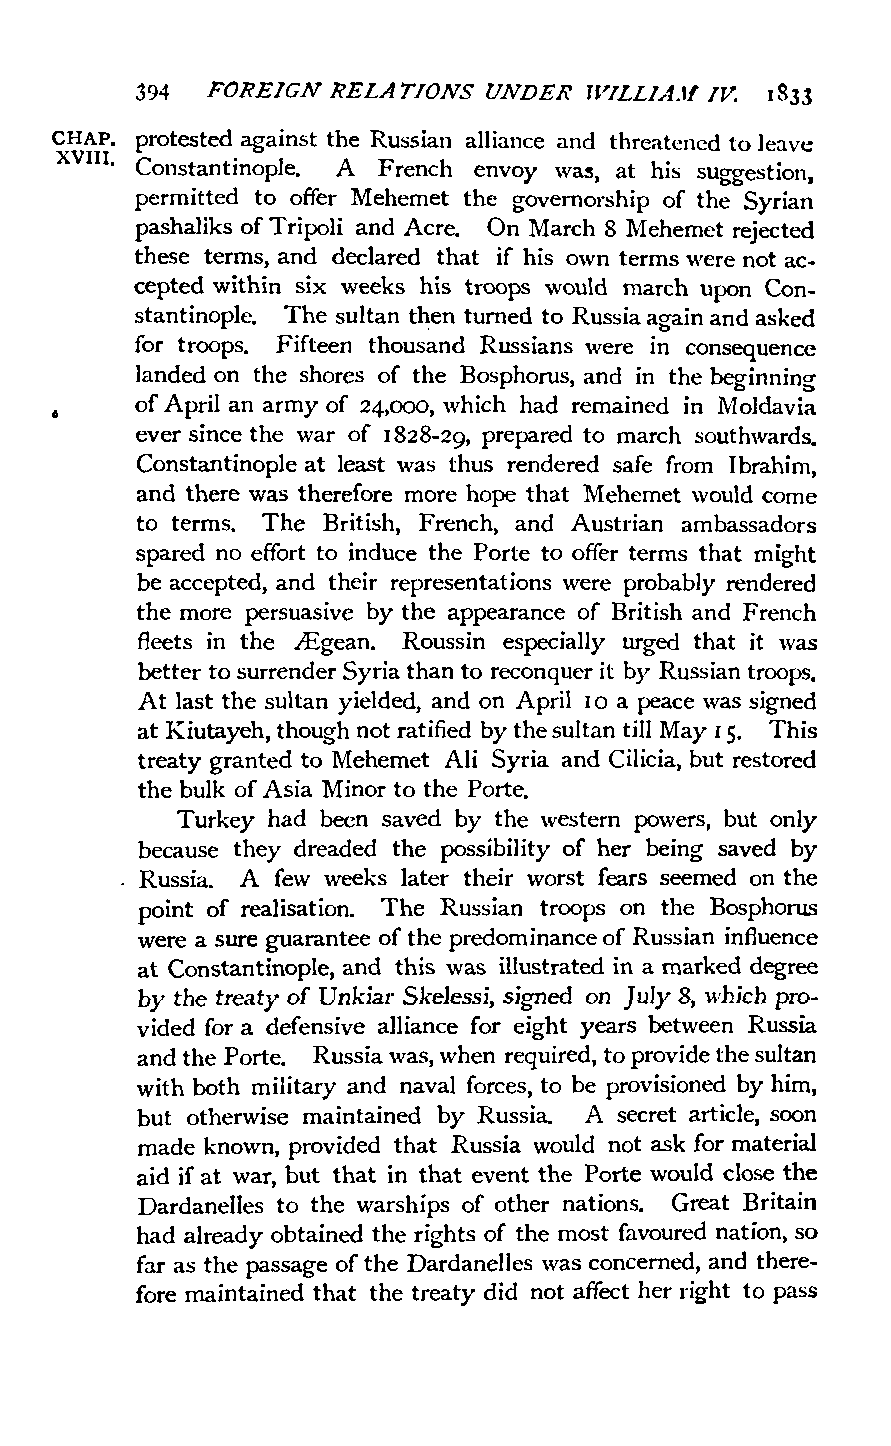 394 FOREIGN RELATIONS UNDER WILLIAM IV. 1833
CHAP. XVIII.
protested against the Russian alliance and threatened to leave
Constantinople. A French envoy was, at his suggestion,
permitted to offer Mehemet the governorship of the Syrian
pashaliks of Tripoli and Acre. On March 8 Mehemet rejected
these terms, and declared that if his own terms were not ac-
cepted within six weeks his troops would march upon Con-
stantinople. The sultan then turned to Russia again and asked
for troops. Fifteen thousand Russians were in consequence
landed on the shores of the Bosphorus, and in the beginning
of April an army of 24,000, which had remained in Moldavia
ever since the war of 1828-29, prepared to march southwards.
Constantinople at least was thus rendered safe from Ibrahim,
and there was therefore more hope that Mehemet would come
to terms. The British, French, and Austrian ambassadors
spared no effort to induce the Porte to offer terms that might
be accepted, and their representations were probably rendered
the more persuasive by the appearance of British and French
fleets in the Ægean. Roussin especially urged that it was
better to surrender Syria than to reconquer it by Russian troops.
At last the sultan yielded, and on April 10 a peace was signed
at Kiutayeh, though not ratified by the sultan till May 15. This
treaty granted to Mehemet Ali Syria and Cilicia, but restored
the bulk of Asia Minor to the Porte.
Turkey had been saved by the western powers, but only
because they dreaded the possibility of her being saved by
Russia. A few weeks later their worst fears seemed on the
point of realisation. The Russian troops on the Bosphorus
were a sure guarantee of the predominance of Russian influence
at Constantinople, and this was illustrated in a marked degree
by the treaty of Unkiar Skelessi, signed on July 8, which pro-
vided for a defensive alliance for eight years between Russia
and the Porte. Russia was, when required, to provide the sultan
with both military and naval forces, to be provisioned by him,
but otherwise maintained by Russia. A secret article, soon
made known, provided that Russia would not ask for material
aid if at war, but that in that event the Porte would close the
Dardanelles to the warships of other nations. Great Britain
had already obtained the rights of the most favoured nation, so
far as the passage of the Dardanelles was concerned, and there-
fore maintained that the treaty did not affect her right to pass